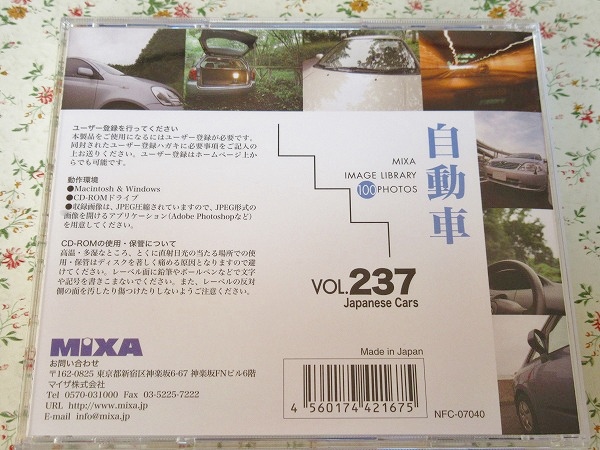 ユーザー登録を行ってください
本製品をご使用になるにはユーザー登録が必要です。
同封されたユーザー登録ハガキに必要事項をご記入の
上お送りください。ユーザー登録はホームページ上か
らでも可能です。
動作環境
●Macintosh & Windows
●CD-ROMドライブ
●収録画像は、JPEG圧縮されていますので、JPEG形式の
画像を開けるアプリケーション(Adobe Photoshopなど)
を用意してください。
CD-ROMの使用・保管について
高温・多湿なところ、とくに直射日光の当たる場所での使
用・保管はディスクを著しく痛める原因となりますので避
けてください。レーベル面に鉛筆やボールペンなどで文字
や記号を書きこまないでください。また、レーベルの反対
側の面を汚したり傷つけたりしないようご注意ください。
MIXA
IMAGE LIBRARY
100PHOTOS
自動車
VOL.237
Japanese Cars
MIXA
お問い合わせ
〒162-0825 東京都新宿区神楽坂6-67 神楽坂FNビル6階
マイザ株式会社
Tel 0570-031000 Fax 03-5225-7222
URL http://www.mixa.jp
E-mail info@mixa.jp
Made in Japan
4 560174 421675
NFC-07040